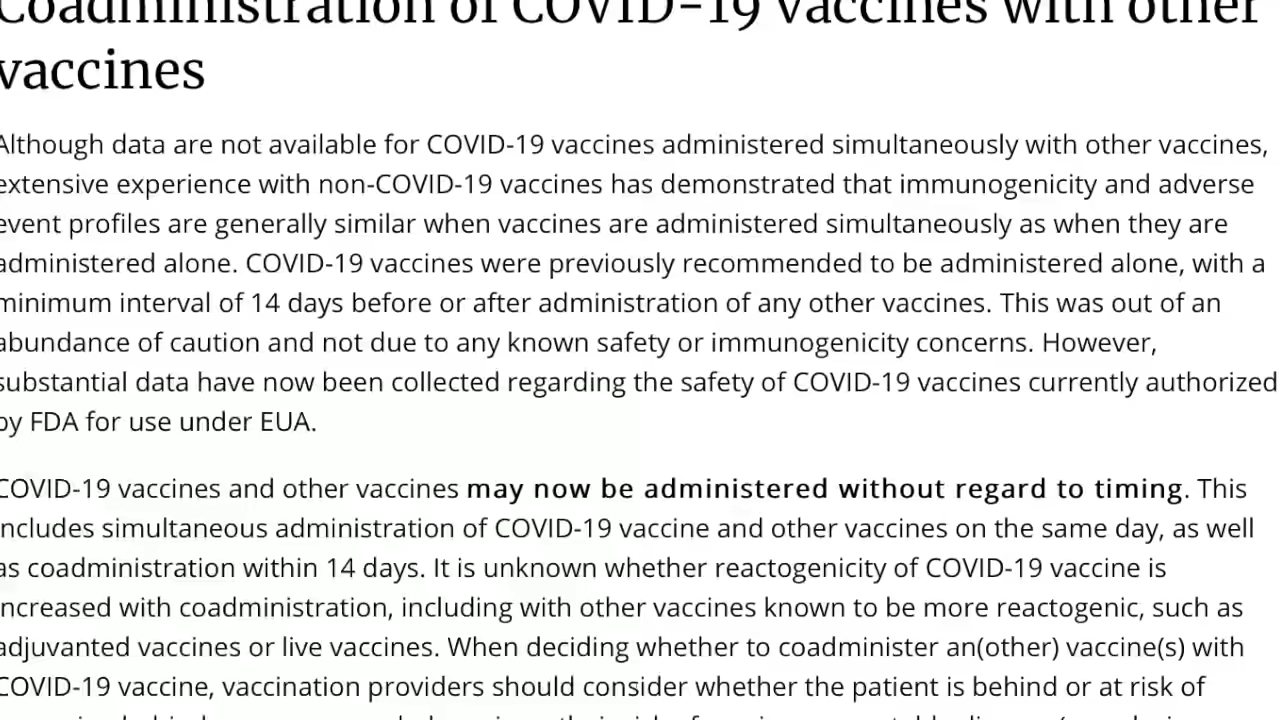 Coadministration of COVID-19 vaccines with other
vaccines
Although data are not available for COVID-19 vaccines administered simultaneously with other vaccines,
extensive experience with non-COVID-19 vaccines has demonstrated that immunogenicity and adverse
event profiles are generally similar when vaccines are administered simultaneously as when they are
administered alone. COVID-19 vaccines were previously recommended to be administered alone, with a
minimum interval of 14 days before or after administration of any other vaccines. This was out of an
abundance of caution and not due to any known safety or immunogenicity concerns. However,
substantial data have now been collected regarding the safety of COVID-19 vaccines currently authorized
by FDA for use under EUA.
COVID-19 vaccines and other vaccines may now be administered without regard to timing. This
includes simultaneous administration of COVID-19 vaccine and other vaccines on the same day, as well
as coadministration within 14 days. It is unknown whether reactogenicity of COVID-19 vaccine is
increased with coadministration, including with other vaccines known to be more reactogenic, such as
adjuvanted vaccines or live vaccines. When deciding whether to coadminister an(other) vaccine(s) with
COVID-19 vaccine, vaccination providers should consider whether the patient is behind or at risk of